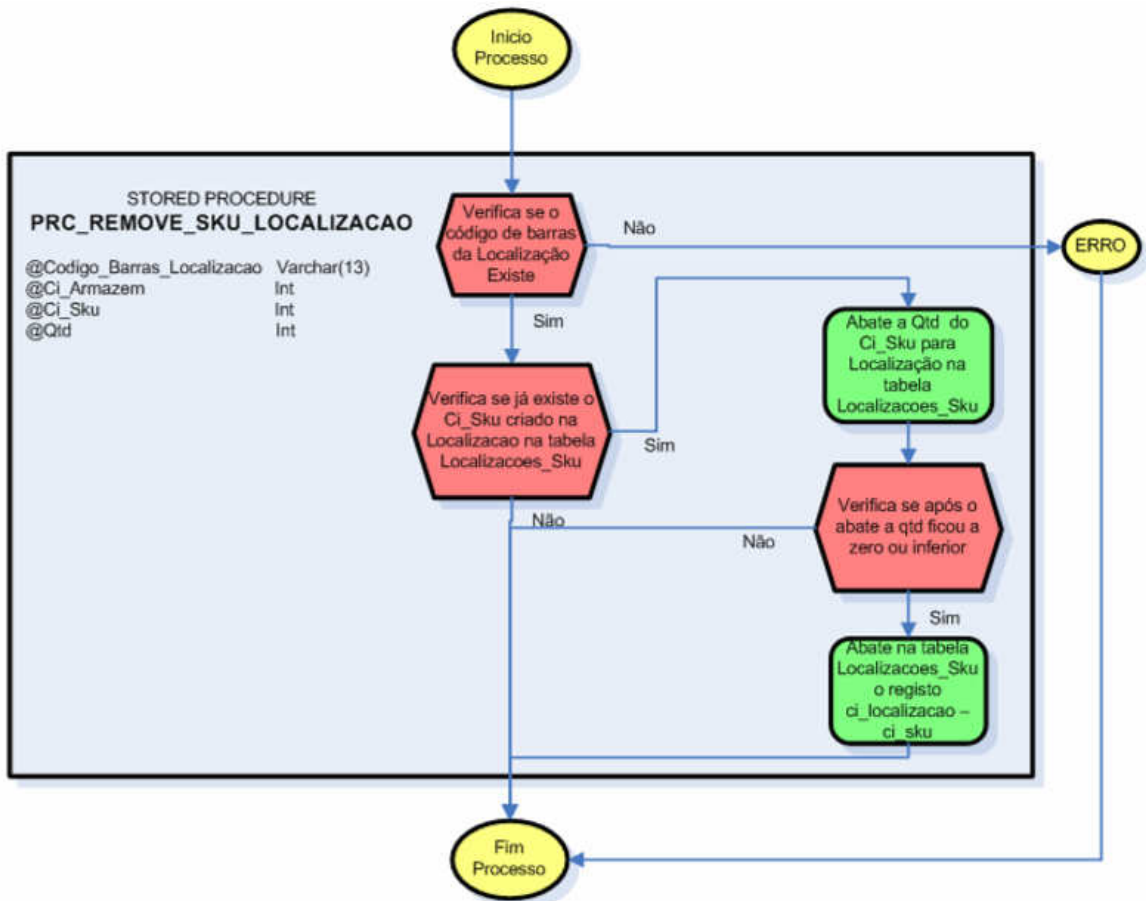 Inicio
Processo
STORED PROCEDURE
PRC_REMOVE_SKU_LOCALIZACAO
@Codigo_Barras_Localizacao Varchar(13)
@Ci_Armazem Int
@Ci_Sku Int
@Qtd Int
Verifica se o
código de barras
da Localização
Existe
Não
ERRO
Sim
Verifica se já existe o
Ci_Sku criado na
Localizacao na tabela
Localizacoes_Sku
Sim
Não
Abate a Qtd do
Ci_Sku para
Localização na
tabela
Localizacoes_Sku
Verifica se após o
abate a qtd ficou a
zero ou inferior
Não
Sim
Abate na tabela
Localizacoes_Sku
o registo
ci_localizacao –
ci_sku
Fim
Processo